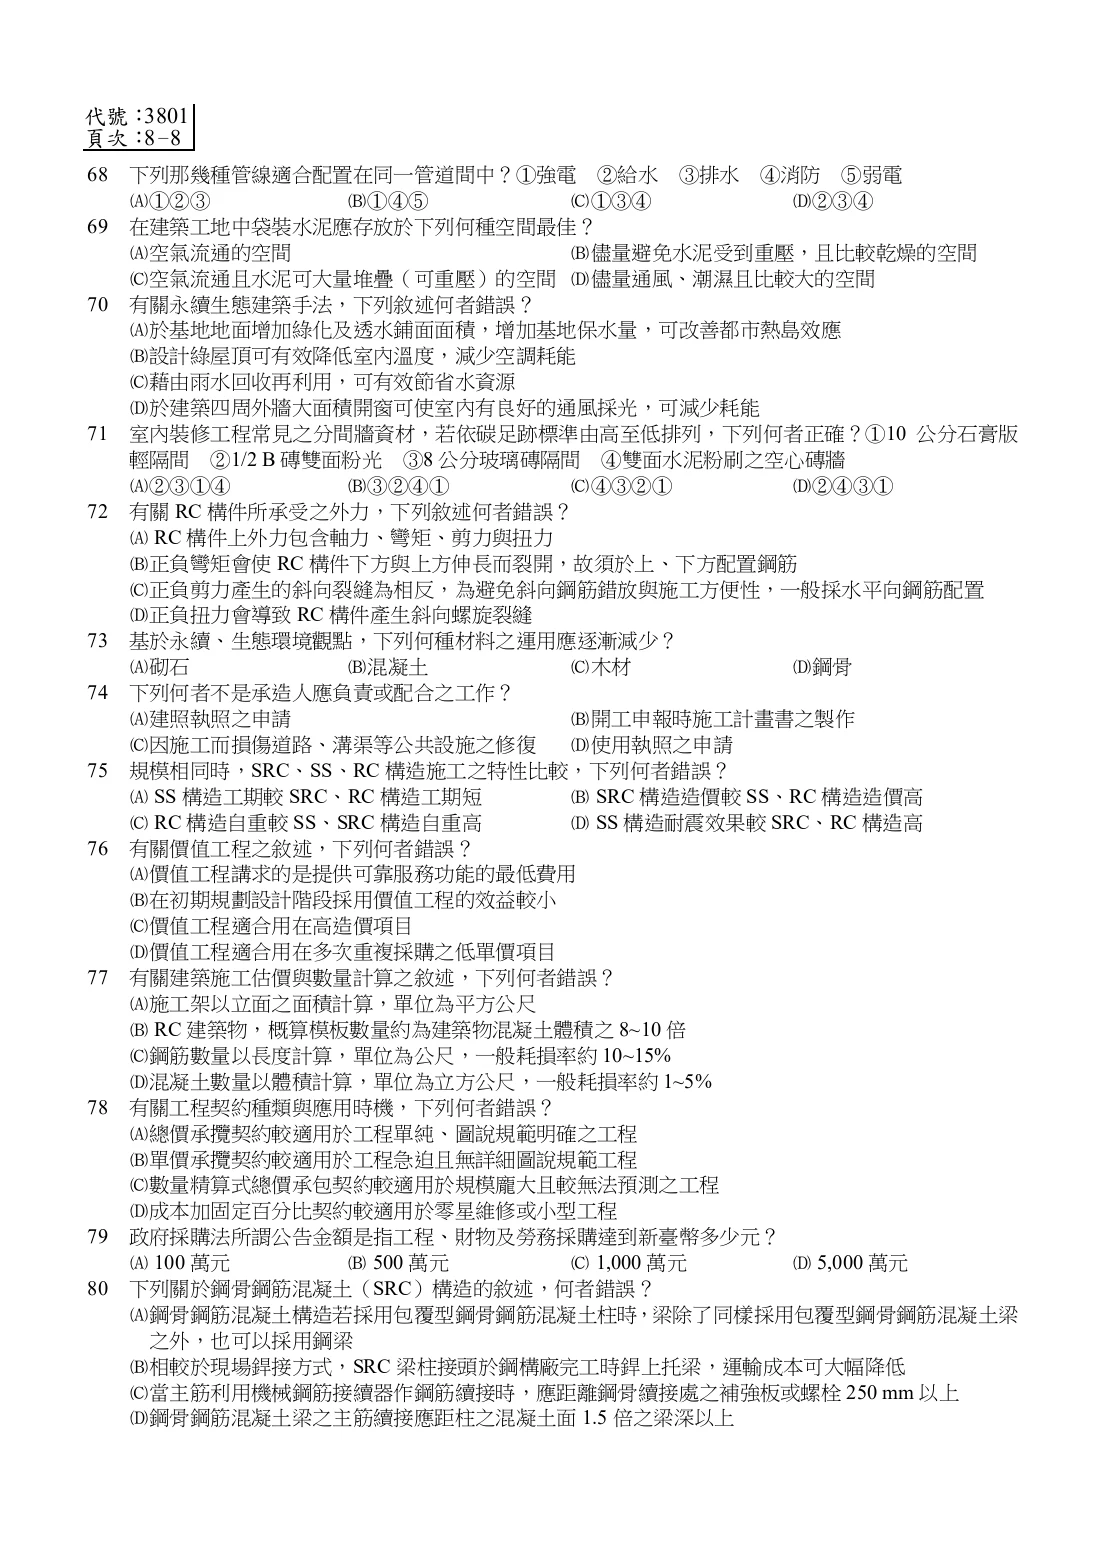 代號：3801
頁次：8－8
68 下列那幾種管線適合配置在同一管道間中？①強電　②給水　③排水　④消防　⑤弱電
(A)①②③ (B)①④⑤ (C)①③④ (D)②③④
69 在建築工地中袋裝水泥應存放於下列何種空間最佳？
(A)空氣流通的空間 (B)儘量避免水泥受到重壓，且比較乾燥的空間
(C)空氣流通且水泥可大量堆疊（可重壓）的空間 (D)儘量通風、潮濕且比較大的空間
70 有關永續生態建築手法，下列敘述何者錯誤？
(A)於基地地面增加綠化及透水鋪面面積，增加基地保水量，可改善都市熱島效應
(B)設計綠屋頂可有效降低室內溫度，減少空調耗能
(C)藉由雨水回收再利用，可有效節省水資源
(D)於建築四周外牆大面積開窗可使室內有良好的通風採光，可減少耗能
71 室內裝修工程常見之分間牆資材，若依碳足跡標準由高至低排列，下列何者正確？①10 公分石膏版
輕隔間　②1/2 B 磚雙面粉光　③8 公分玻璃磚隔間　④雙面水泥粉刷之空心磚牆
(A)②③①④ (B)③②④① (C)④③②① (D)②④③①
72 有關 RC 構件所承受之外力，下列敘述何者錯誤？
(A) RC 構件上外力包含軸力、彎矩、剪力與扭力
(B)正負彎矩會使 RC 構件下方與上方伸長而裂開，故須於上、下方配置鋼筋
(C)正負剪力產生的斜向裂縫為相反，為避免斜向鋼筋錯放與施工方便性，一般採水平向鋼筋配置
(D)正負扭力會導致 RC 構件產生斜向螺旋裂縫
73 基於永續、生態環境觀點，下列何種材料之運用應逐漸減少？
(A)砌石 (B)混凝土 (C)木材 (D)鋼骨
74 下列何者不是承造人應負責或配合之工作？
(A)建照執照之申請 (B)開工申報時施工計畫書之製作
(C)因施工而損傷道路、溝渠等公共設施之修復 (D)使用執照之申請
75 規模相同時，SRC、SS、RC 構造施工之特性比較，下列何者錯誤？
(A) SS 構造工期較 SRC、RC 構造工期短 (B) SRC 構造造價較 SS、RC 構造造價高
(C) RC 構造自重較 SS、SRC 構造自重高 (D) SS 構造耐震效果較 SRC、RC 構造高
76 有關價值工程之敘述，下列何者錯誤？
(A)價值工程講求的是提供可靠服務功能的最低費用
(B)在初期規劃設計階段採用價值工程的效益較小
(C)價值工程適合用在高造價項目
(D)價值工程適合用在多次重複採購之低單價項目
77 有關建築施工估價與數量計算之敘述，下列何者錯誤？
(A)施工架以立面之面積計算，單位為平方公尺
(B) RC 建築物，概算模板數量約為建築物混凝土體積之 8~10 倍
(C)鋼筋數量以長度計算，單位為公尺，一般耗損率約 10~15%
(D)混凝土數量以體積計算，單位為立方公尺，一般耗損率約 1~5%
78 有關工程契約種類與應用時機，下列何者錯誤？
(A)總價承攬契約較適用於工程單純、圖說規範明確之工程
(B)單價承攬契約較適用於工程急迫且無詳細圖說規範工程
(C)數量精算式總價承包契約較適用於規模龐大且較無法預測之工程
(D)成本加固定百分比契約較適用於零星維修或小型工程
79 政府採購法所謂公告金額是指工程、財物及勞務採購達到新臺幣多少元？
(A) 100 萬元 (B) 500 萬元 (C) 1,000 萬元 (D) 5,000 萬元
80 下列關於鋼骨鋼筋混凝土（SRC）構造的敘述，何者錯誤？
(A)鋼骨鋼筋混凝土構造若採用包覆型鋼骨鋼筋混凝土柱時，梁除了同樣採用包覆型鋼骨鋼筋混凝土梁
之外，也可以採用鋼梁
(B)相較於現場銲接方式，SRC 梁柱接頭於鋼構廠完工時銲上托梁，運輸成本可大幅降低
(C)當主筋利用機械鋼筋接續器作鋼筋續接時，應距離鋼骨續接處之補強板或螺栓 250 mm 以上
(D)鋼骨鋼筋混凝土梁之主筋續接應距柱之混凝土面 1.5 倍之梁深以上